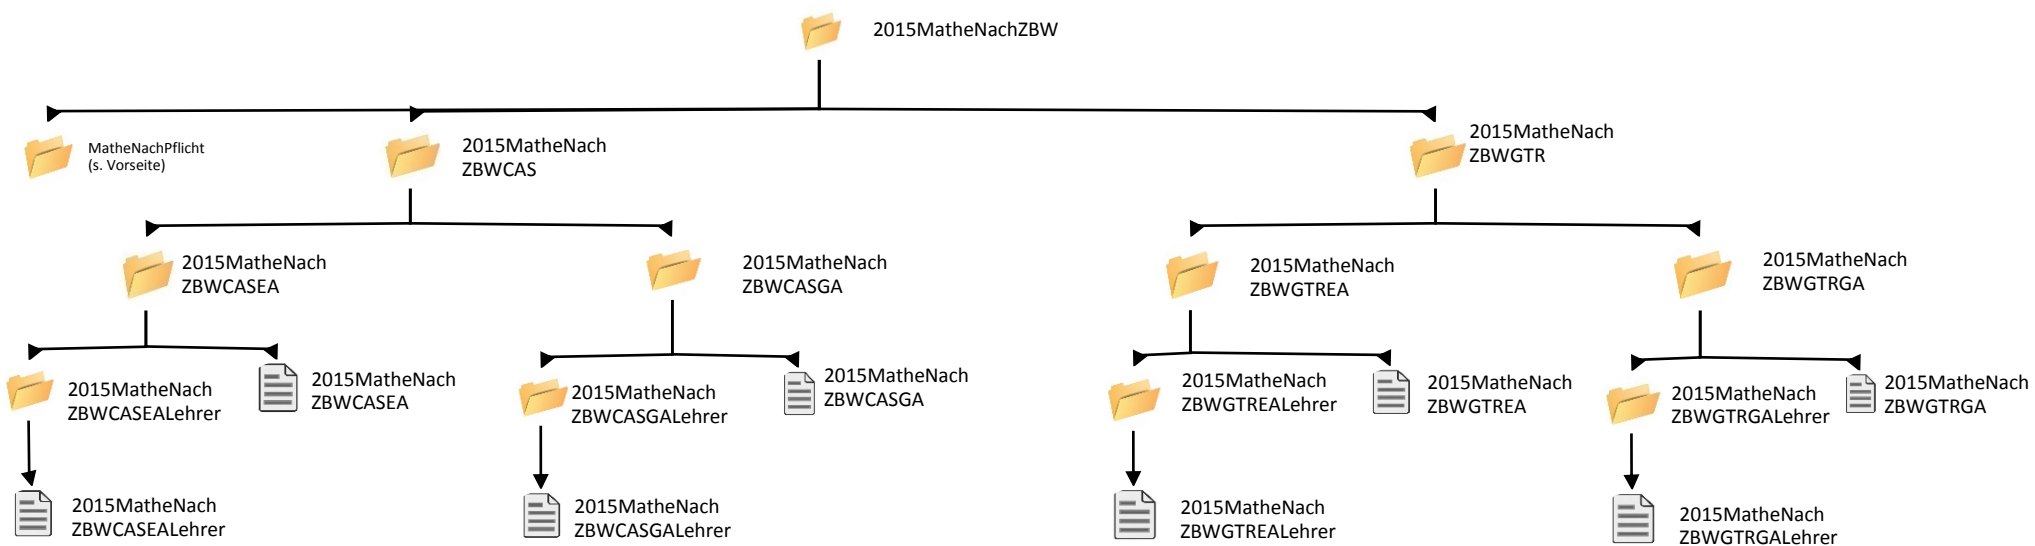 2015MatheNachZBW
MatheNachPflicht
(s. Vorseite)
2015MatheNach
ZBWCAS
2015MatheNach
ZBWGTR
2015MatheNach
ZBWCASEA
2015MatheNach
ZBWCASGA
2015MatheNach
ZBWGTREA
2015MatheNach
ZBWGTRGA
2015MatheNach
ZBWCASEALehrer
2015MatheNach
ZBWCASEA
2015MatheNach
ZBWCASGALehrer
2015MatheNach
ZBWCASGA
2015MatheNach
ZBWGTREALehrer
2015MatheNach
ZBWGTREA
2015MatheNach
ZBWGTRGALehrer
2015MatheNach
ZBWGTRGA
2015MatheNach
ZBWCASEALehrer
2015MatheNach
ZBWCASGALehrer
2015MatheNach
ZBWGTREALehrer
2015MatheNach
ZBWGTRGALehrer